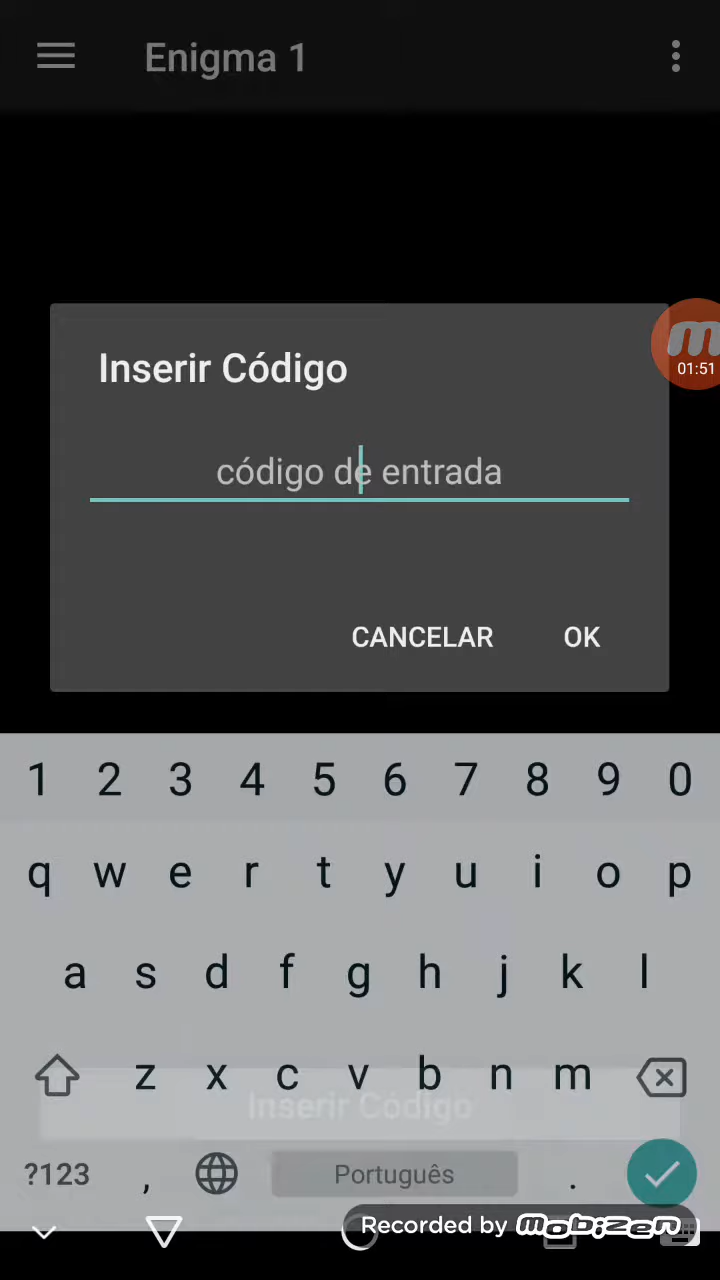 Enigma 1
Inserir Código
01:51
código de entrada
CANCELAR OK
1 2 3 4 5 6 7 8 9 0
q w e r t y u i o p
a s d f g h j k l
z x c v b n m
Inserir Código
?123 , Português .
Recorded by mobizen